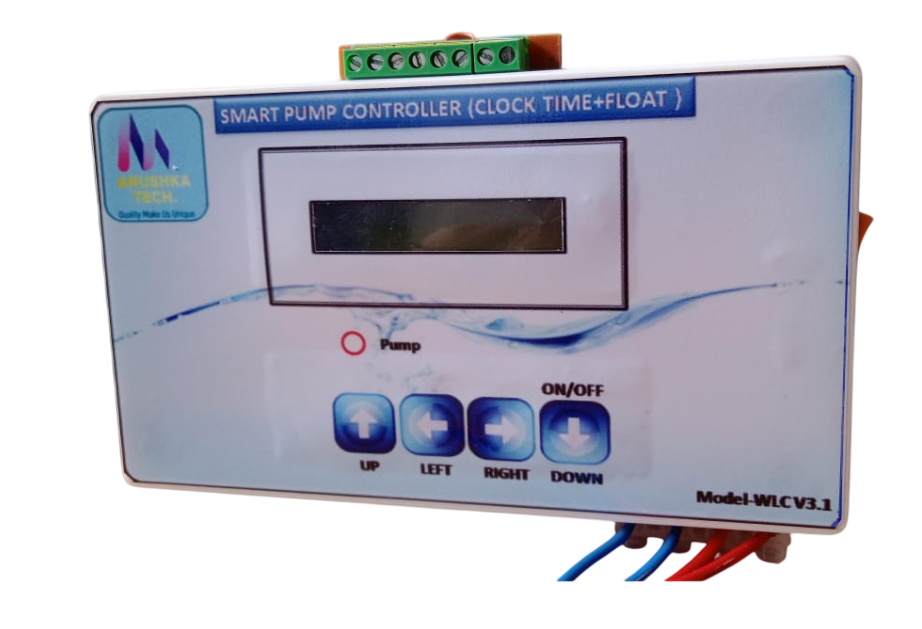 SMART PUMP CONTROLLER (CLOCK TIME+FLOAT )
ANUSHKA
TECH.
Quality Make Us Unique
Pump
ON/OFF
UP LEFT RIGHT DOWN
Model-WLC V3.1